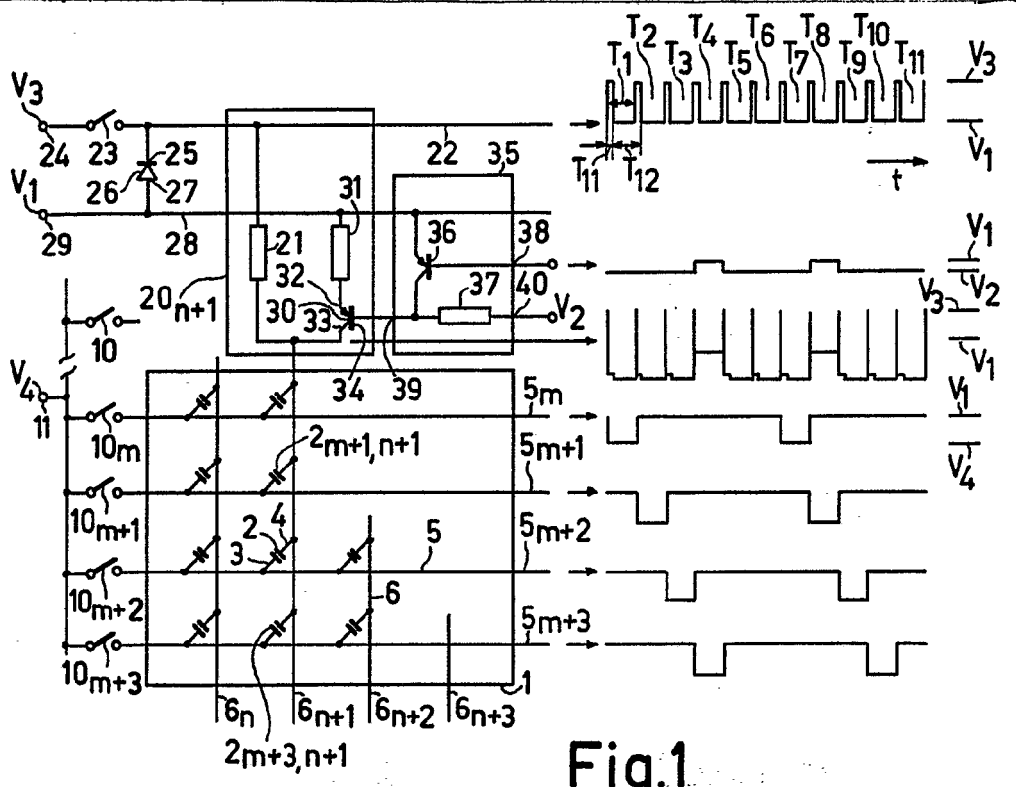 T2 T4 T6 T8 T10
T1 T3 T5 T7 T9 T11
V3
V3
24 23 25 22 35
V1
T11 T12
t
26 27 31
V1
29 28
21 36 38
V1
V2
20n+1 32 37 40
30 33
V2
V3
10
34 39
V1
V4
11
10m
5m
V1
2m+1,n+1
5m+1
V4
10m+1
2 4
3 5
5m+2
10m+2
6
5m+3
10m+3
1
6n 6n+1 6n+2 6n+3
2m+3,n+1
Fig.1